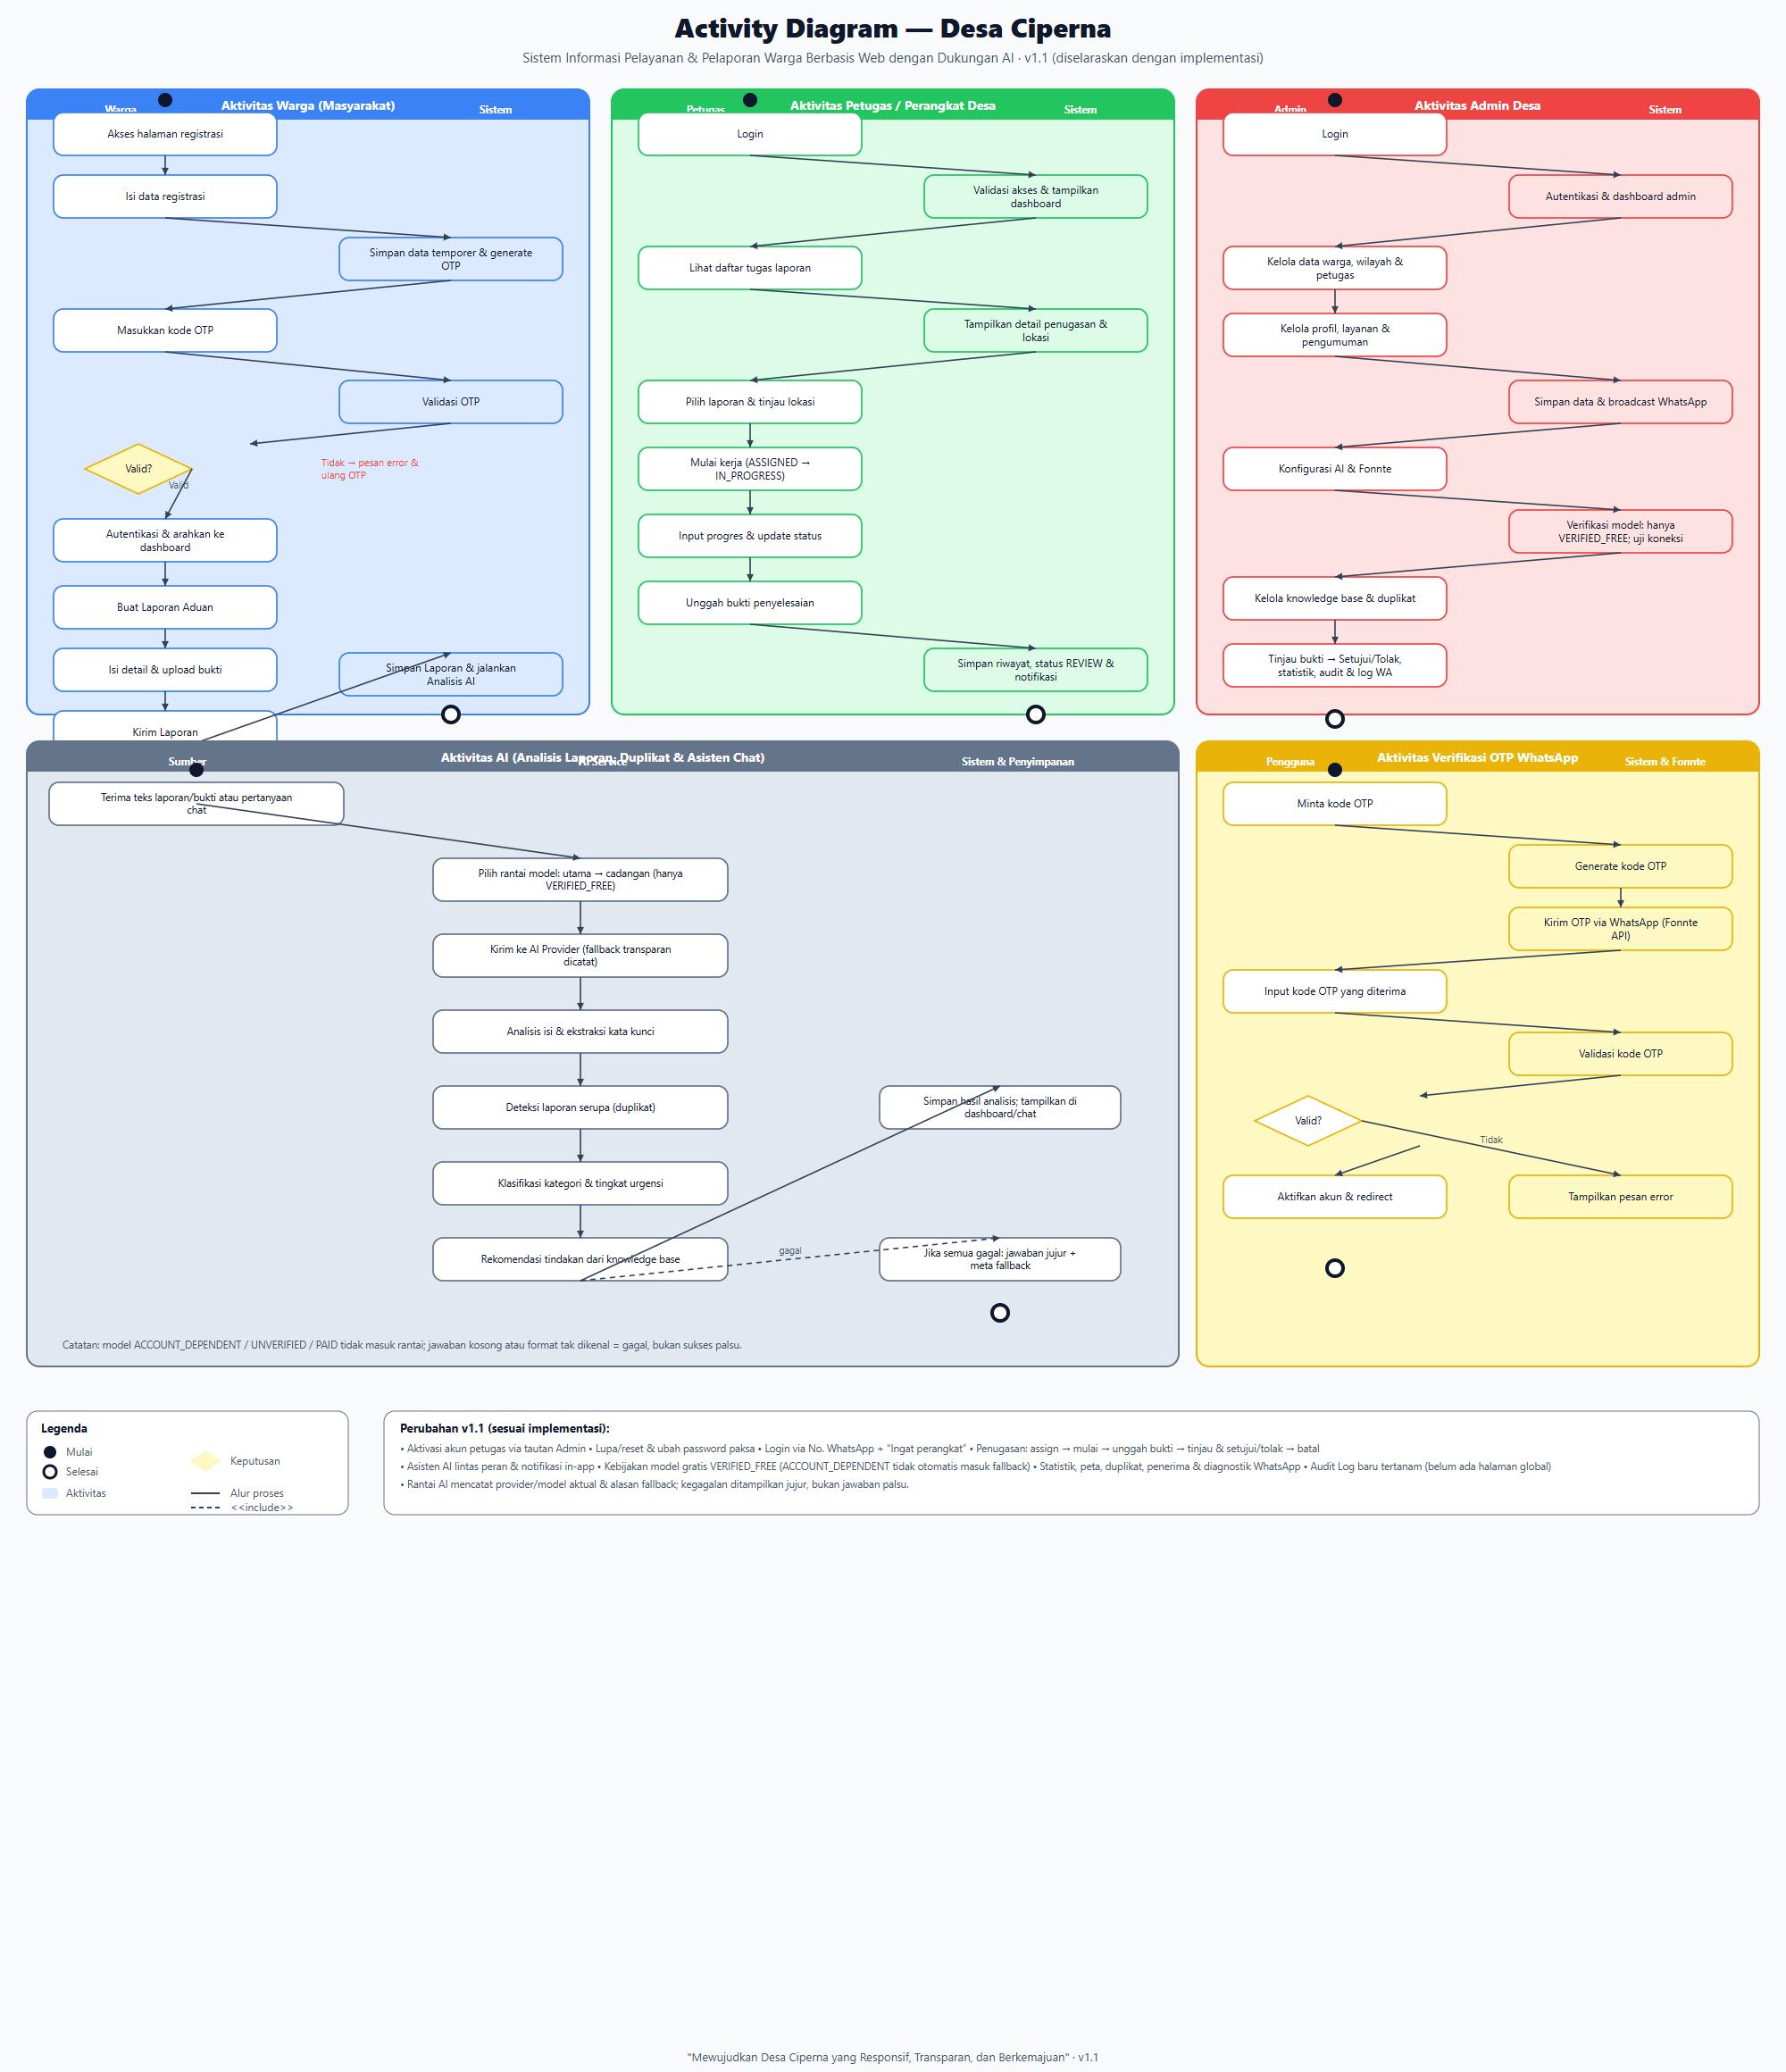 Activity Diagram — Desa Ciperna
Sistem Informasi Pelayanan & Pelaporan Warga Berbasis Web dengan Dukungan AI · v1.1 (diselaraskan dengan implementasi)
Aktivitas Warga (Masyarakat)
Warga
Sistem
Akses halaman registrasi
Isi data registrasi
Simpan data temporer & generate
OTP
Masukkan kode OTP
Validasi OTP
Valid?
Valid
Tidak → pesan error &
ulang OTP
Autentikasi & arahkan ke
dashboard
Buat Laporan Aduan
Isi detail & upload bukti
Simpan Laporan & jalankan
Analisis AI
Kirim Laporan
Aktivitas Petugas / Perangkat Desa
Petugas
Sistem
Login
Validasi akses & tampilkan
dashboard
Lihat daftar tugas laporan
Tampilkan detail penugasan &
lokasi
Pilih laporan & tinjau lokasi
Mulai kerja (ASSIGNED →
IN_PROGRESS)
Input progres & update status
Unggah bukti penyelesaian
Simpan riwayat, status REVIEW &
notifikasi
Aktivitas Admin Desa
Admin
Sistem
Login
Autentikasi & dashboard admin
Kelola data warga, wilayah &
petugas
Kelola profil, layanan &
pengumuman
Simpan data & broadcast WhatsApp
Konfigurasi AI & Fonnte
Verifikasi model: hanya
VERIFIED_FREE; uji koneksi
Kelola knowledge base & duplikat
Tinjau bukti → Setujui/Tolak,
statistik, audit & log WA
Aktivitas AI (Analisis Laporan, Duplikat & Asisten Chat)
Sumber
AI Service
Sistem & Penyimpanan
Terima teks laporan/bukti atau pertanyaan
chat
Pilih rantai model: utama → cadangan (hanya
VERIFIED_FREE)
Kirim ke AI Provider (fallback transparan
dicatat)
Analisis isi & ekstraksi kata kunci
Deteksi laporan serupa (duplikat)
Simpan hasil analisis; tampilkan di
dashboard/chat
Klasifikasi kategori & tingkat urgensi
Rekomendasi tindakan dari knowledge base
gagal
Jika semua gagal: jawaban jujur +
meta fallback
Catatan: model ACCOUNT_DEPENDENT / UNVERIFIED / PAID tidak masuk rantai; jawaban kosong atau format tak dikenal = gagal, bukan sukses palsu.
Aktivitas Verifikasi OTP WhatsApp
Pengguna
Sistem & Fonnte
Minta kode OTP
Generate kode OTP
Kirim OTP via WhatsApp (Fonnte
API)
Input kode OTP yang diterima
Validasi kode OTP
Valid?
Tidak
Aktifkan akun & redirect
Tampilkan pesan error
Legenda
Mulai
Selesai
Aktivitas
Keputusan
Alur proses
<<include>>
Perubahan v1.1 (sesuai implementasi):
• Aktivasi akun petugas via tautan Admin • Lupa/reset & ubah password paksa • Login via No. WhatsApp + "Ingat perangkat" • Penugasan: assign → mulai → unggah bukti → tinjau & setujui/tolak → batal
• Asisten AI lintas peran & notifikasi in-app • Kebijakan model gratis VERIFIED_FREE (ACCOUNT_DEPENDENT tidak otomatis masuk fallback) • Statistik, peta, duplikat, penerima & diagnostik WhatsApp • Audit Log baru tertanam (belum ada halaman global)
• Rantai AI mencatat provider/model aktual & alasan fallback; kegagalan ditampilkan jujur, bukan jawaban palsu.
"Mewujudkan Desa Ciperna yang Responsif, Transparan, dan Berkemajuan" · v1.1